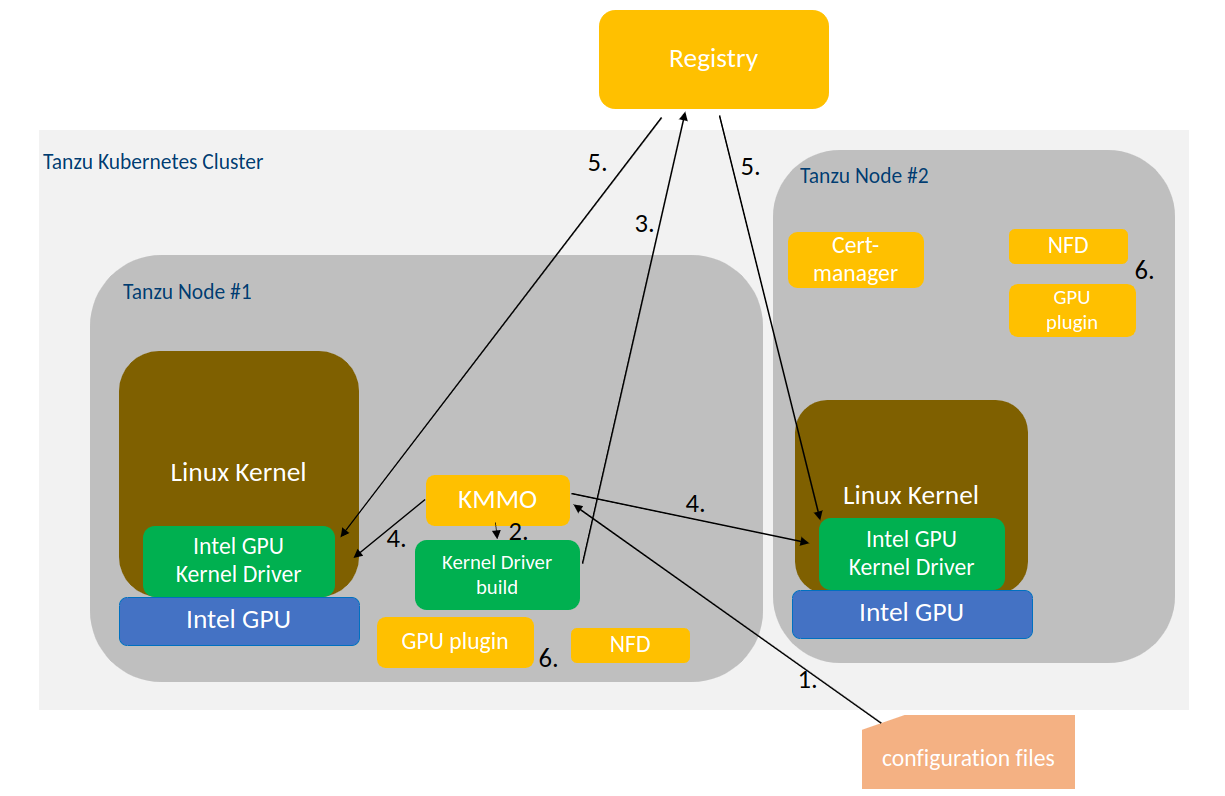 Registry
Tanzu Kubernetes Cluster
5.
5.
3.
Tanzu Node #2
Cert-
manager
NFD
6.
GPU
plugin
Tanzu Node #1
Linux Kernel
Intel GPU
Kernel Driver
Intel GPU
KMMO
4.
2.
4.
Kernel Driver
build
GPU plugin
6.
NFD
Linux Kernel
Intel GPU
Kernel Driver
Intel GPU
1.
configuration files